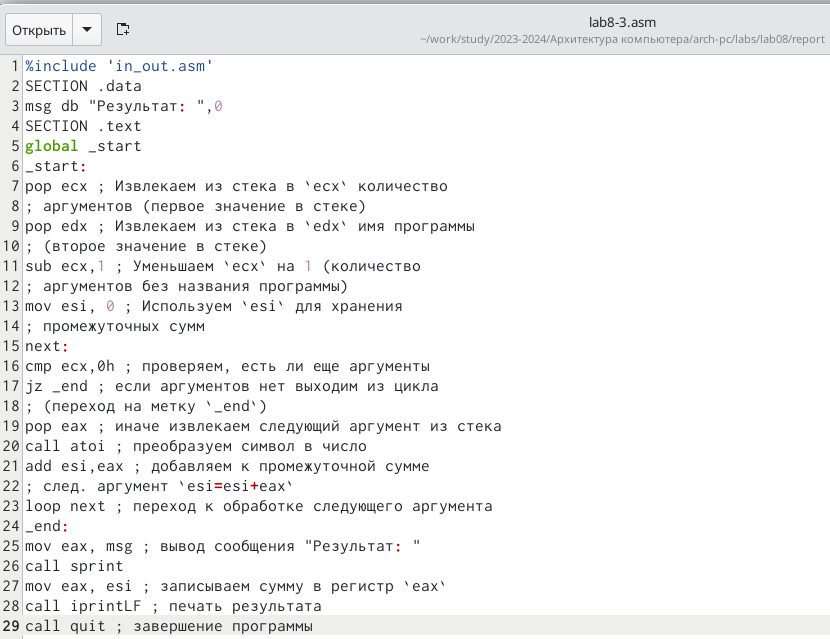 Открыть
lab8-3.asm
~/work/study/2023-2024/Архитектура компьютера/arch-pc/labs/lab08/report
1 %include 'in_out.asm'
2 SECTION .data
3 msg db "Результат: ",0
4 SECTION .text
5 global _start
6 _start:
7 pop ecx ; Извлекаем из стека в `ecx` количество
8 ; аргументов (первое значение в стеке)
9 pop edx ; Извлекаем из стека в `edx` имя программы
10 ; (второе значение в стеке)
11 sub ecx,1 ; Уменьшаем `ecx` на 1 (количество
12 ; аргументов без названия программы)
13 mov esi, 0 ; Используем `esi` для хранения
14 ; промежуточных сумм
15 next:
16 cmp ecx,0h ; проверяем, есть ли еще аргументы
17 jz _end ; если аргументов нет выходим из цикла
18 ; (переход на метку `_end`)
19 pop eax ; иначе извлекаем следующий аргумент из стека
20 call atoi ; преобразуем символ в число
21 add esi,eax ; добавляем к промежуточной сумме
22 ; след. аргумент `esi=esi+eax`
23 loop next ; переход к обработке следующего аргумента
24 _end:
25 mov eax, msg ; вывод сообщения "Результат: "
26 call sprint
27 mov eax, esi ; записываем сумму в регистр `eax`
28 call iprintLF ; печать результата
29 call quit ; завершение программы